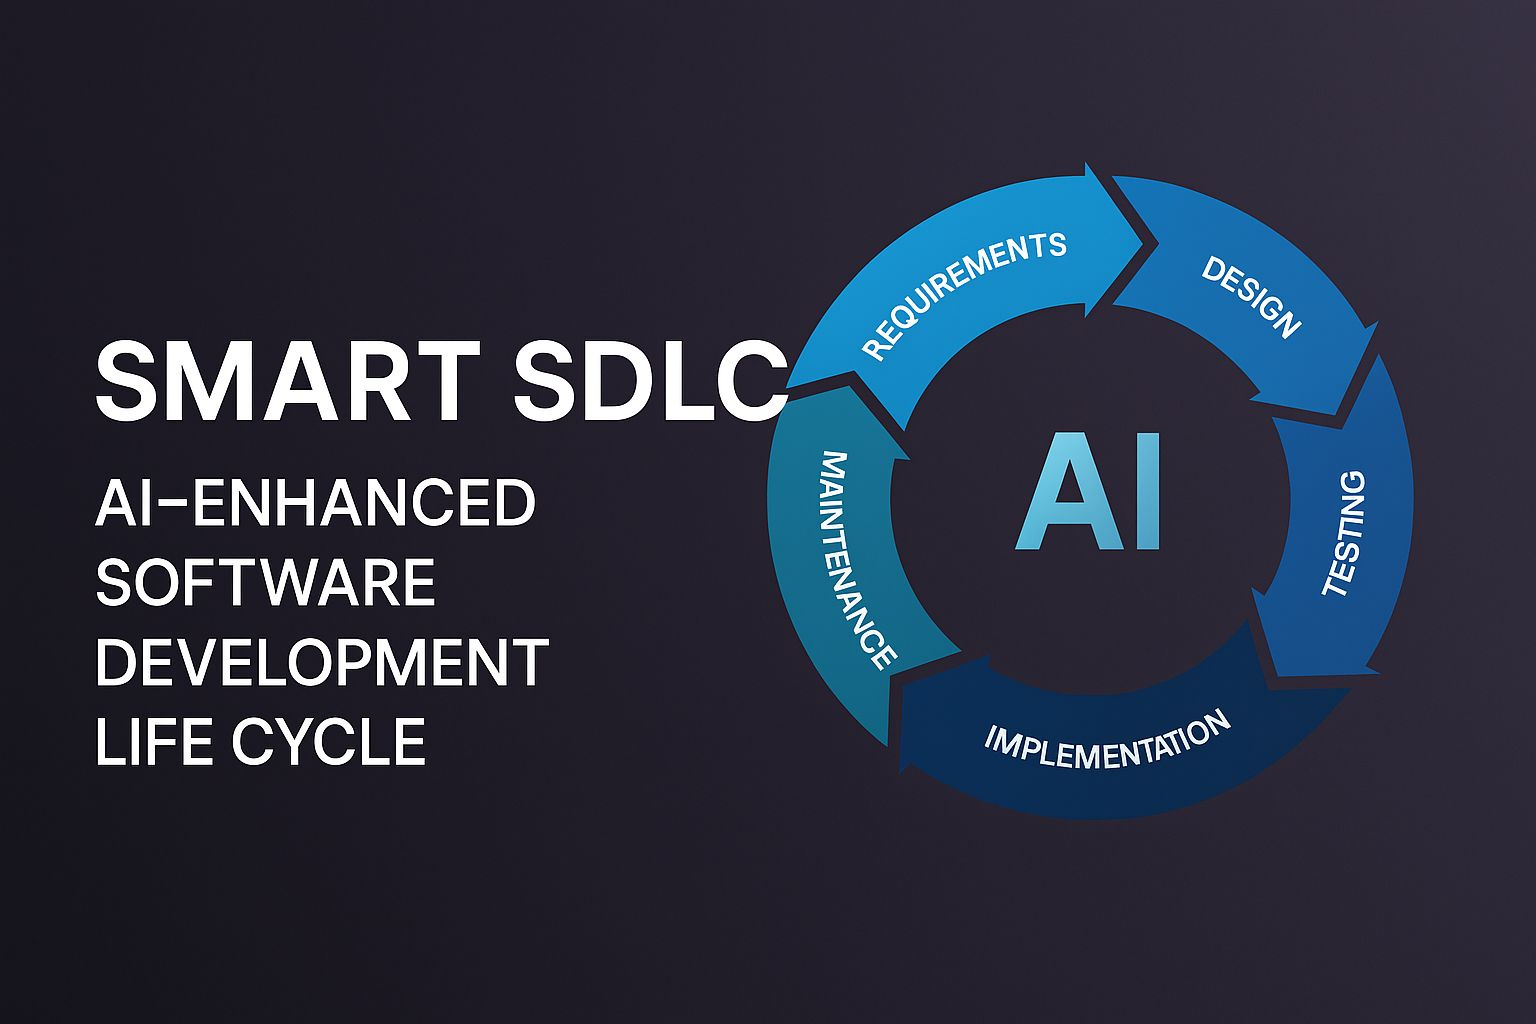 SMART SDLC
AI-ENHANCED
SOFTWARE
DEVELOPMENT
LIFE CYCLE
REQUIREMENTS
DESIGN
TESTING
IMPLEMENTATION
MAINTENANCE
AI